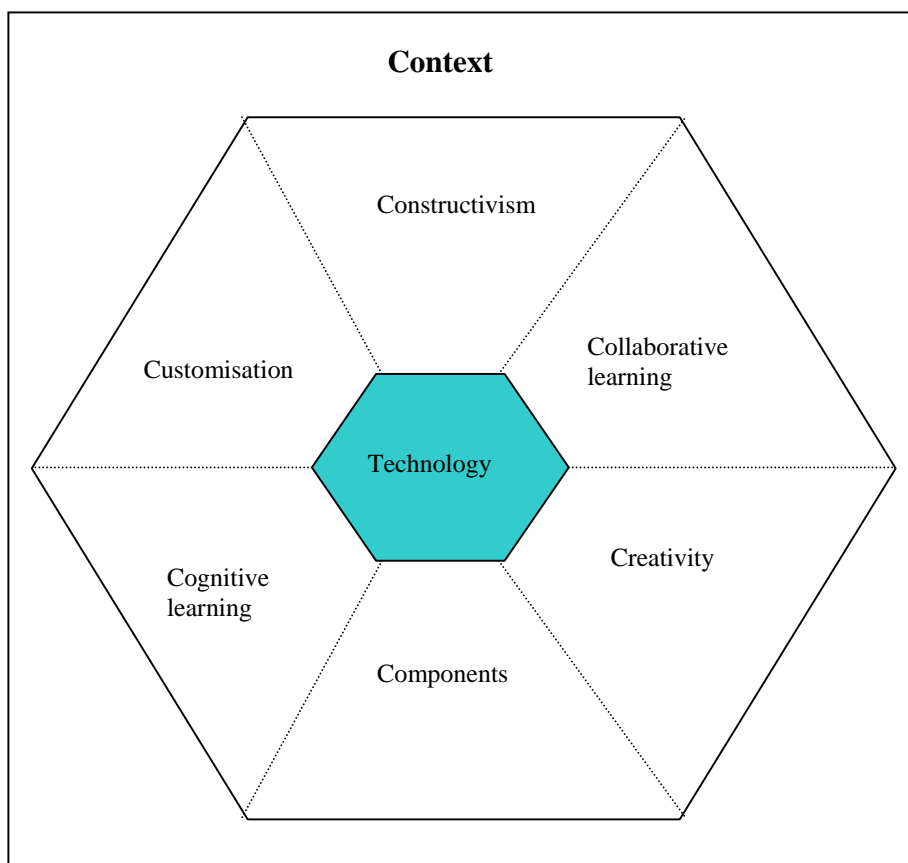 Context
Constructivism
Collaborative
learning
Customisation
Technology
Creativity
Cognitive
learning
Components